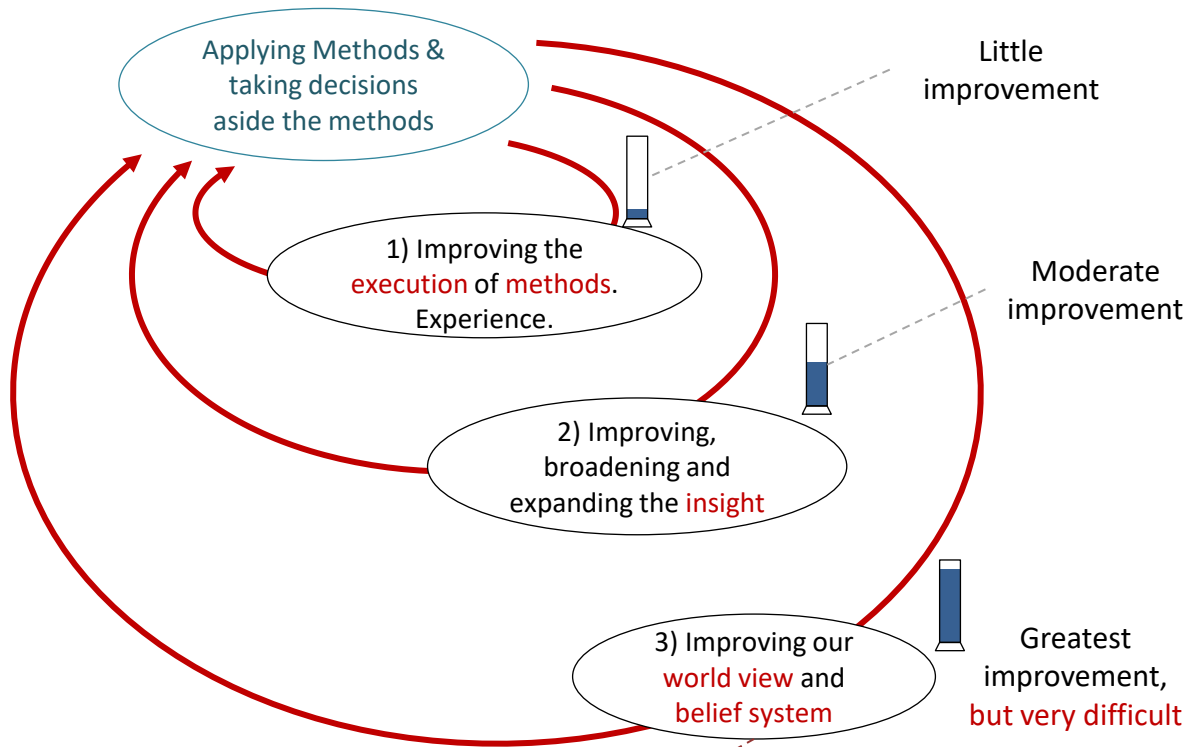 Applying Methods &
taking decisions
aside the methods
Little
improvement
1) Improving the
execution of methods.
Experience.
Moderate
improvement
2) Improving,
broadening and
expanding the insight
3) Improving our
world view and
belief system
Greatest
improvement,
but very difficult